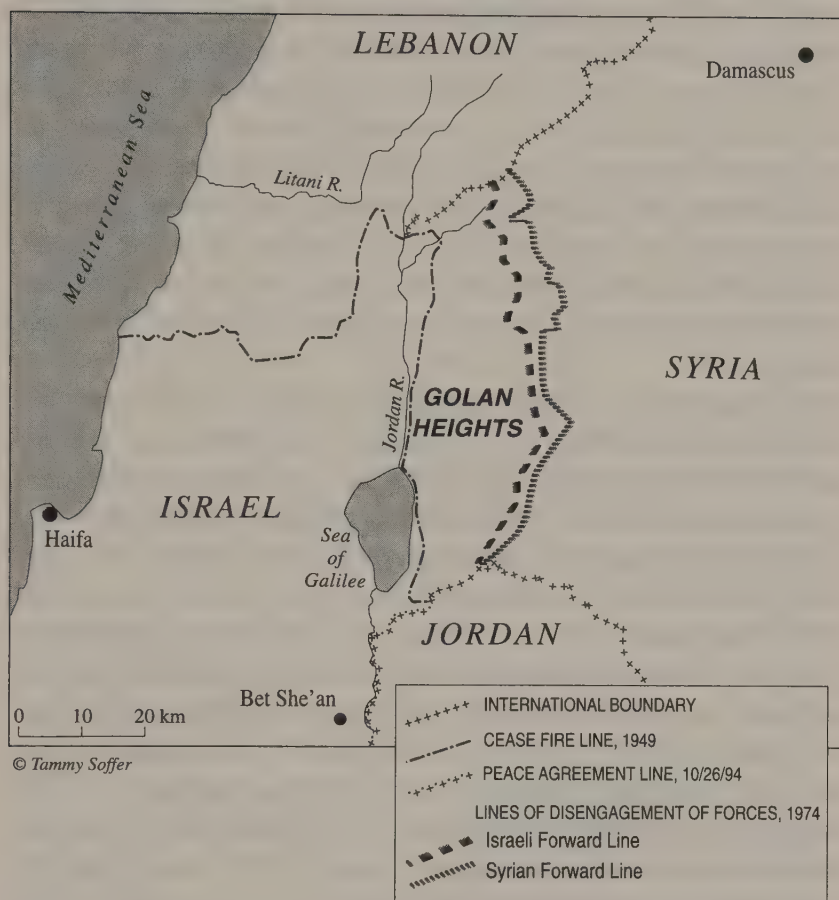 LEBANON
Damascus
Mediterranean Sea
Litani R.
SYRIA
Jordan R.
GOLAN
HEIGHTS
ISRAEL
Haifa
Sea
of
Galilee
JORDAN
Bet She'an
0 10 20 km
INTERNATIONAL BOUNDARY
CEASE FIRE LINE, 1949
PEACE AGREEMENT LINE, 10/26/94
LINES OF DISENGAGEMENT OF FORCES, 1974
Israeli Forward Line
Syrian Forward Line
© Tammy Soffer